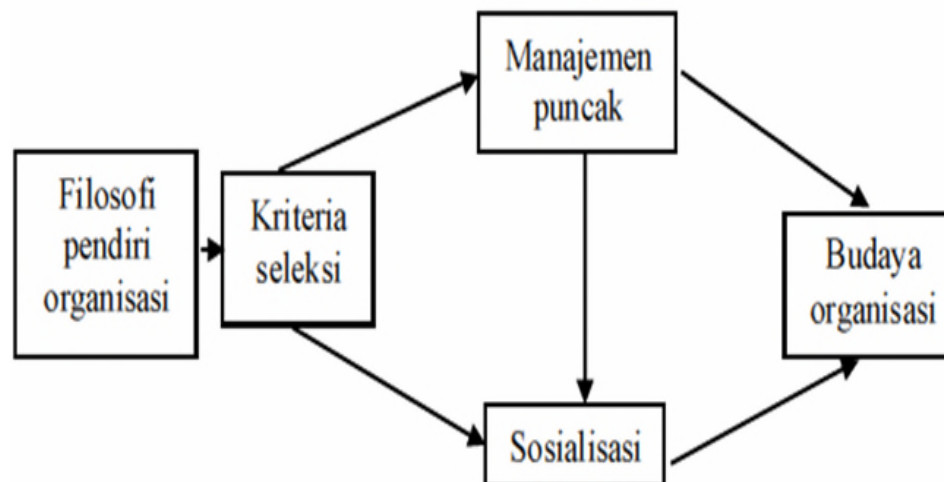 Filosofi
pendiri
organisasi
Kriteria
seleksi
Manajemen
puncak
Sosialisasi
Budaya
organisasi